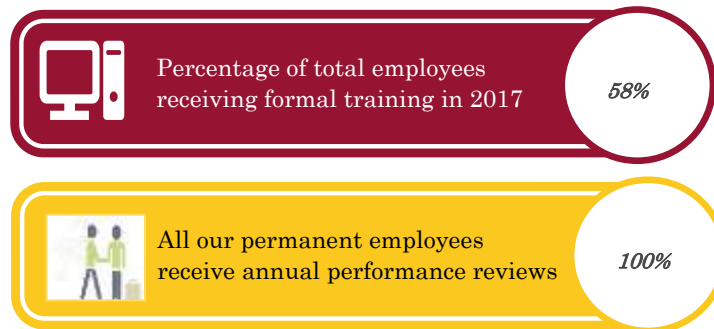 Percentage of total employees
receiving formal training in 2017
58%
All our permanent employees
receive annual performance reviews
100%